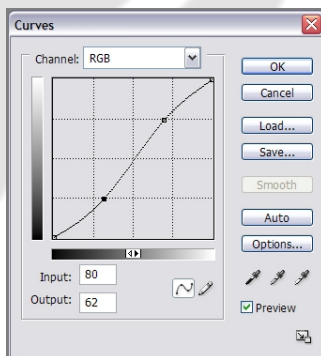 Curves
Channel: RGB
OK
Cancel
Load...
Save...
Smooth
Auto
Options...
Input: 80
Output: 62
Preview